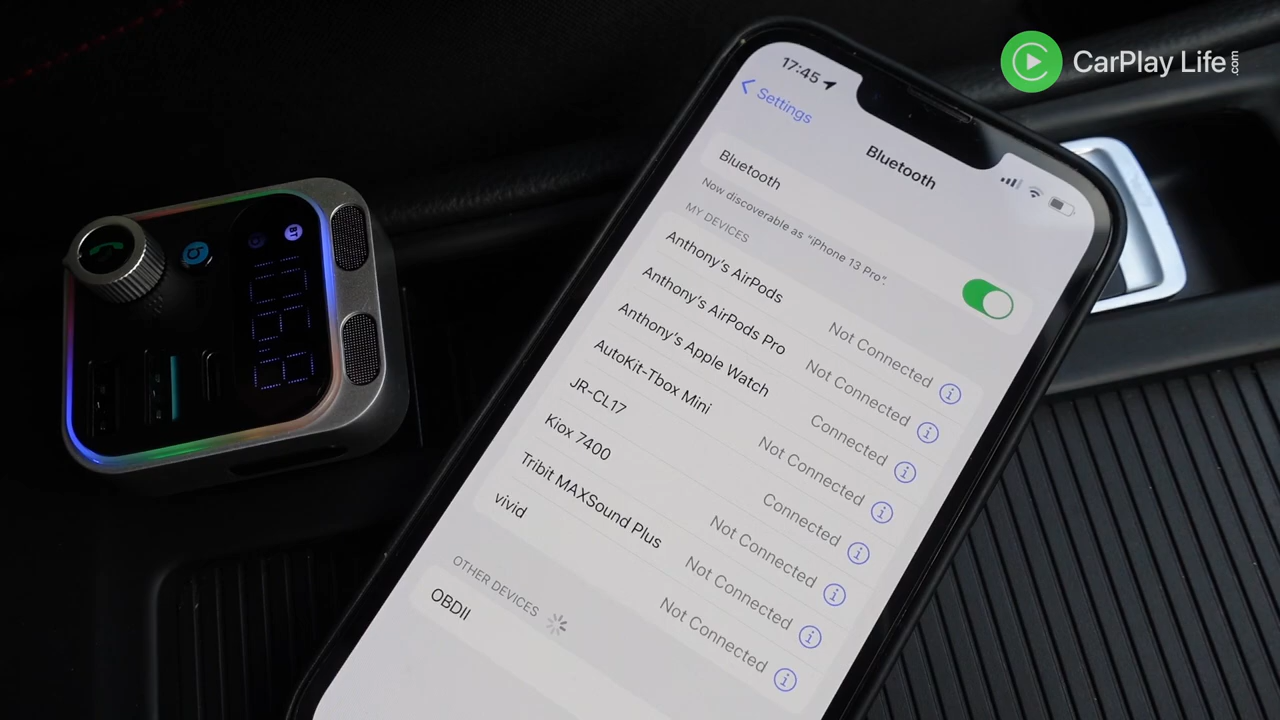 CarPlay Life.com
17:45
Settings
Bluetooth
Bluetooth
Now discoverable as "iPhone 13 Pro".
MY DEVICES
Anthony's AirPods Not Connected
Anthony's AirPods Pro Not Connected
Anthony's Apple Watch Connected
AutoKit-Tbox Mini Not Connected
JR-CL17 Connected
Kiox 7400 Not Connected
Tribit MAXSound Plus Not Connected
vivid Not Connected
OTHER DEVICES
OBDII
BT